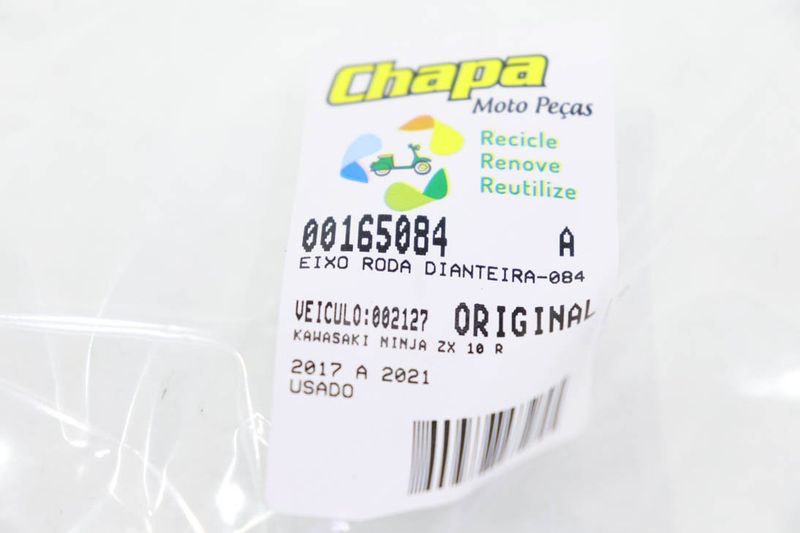 Chapa
Moto Peças
Recicle
Renove
Reutilize
00165084 A
EIXO RODA DIANTEIRA-084
VEICULO:002127 ORIGINAL
KAWASAKI NINJA ZX 10 R
2017 A 2021
USADO